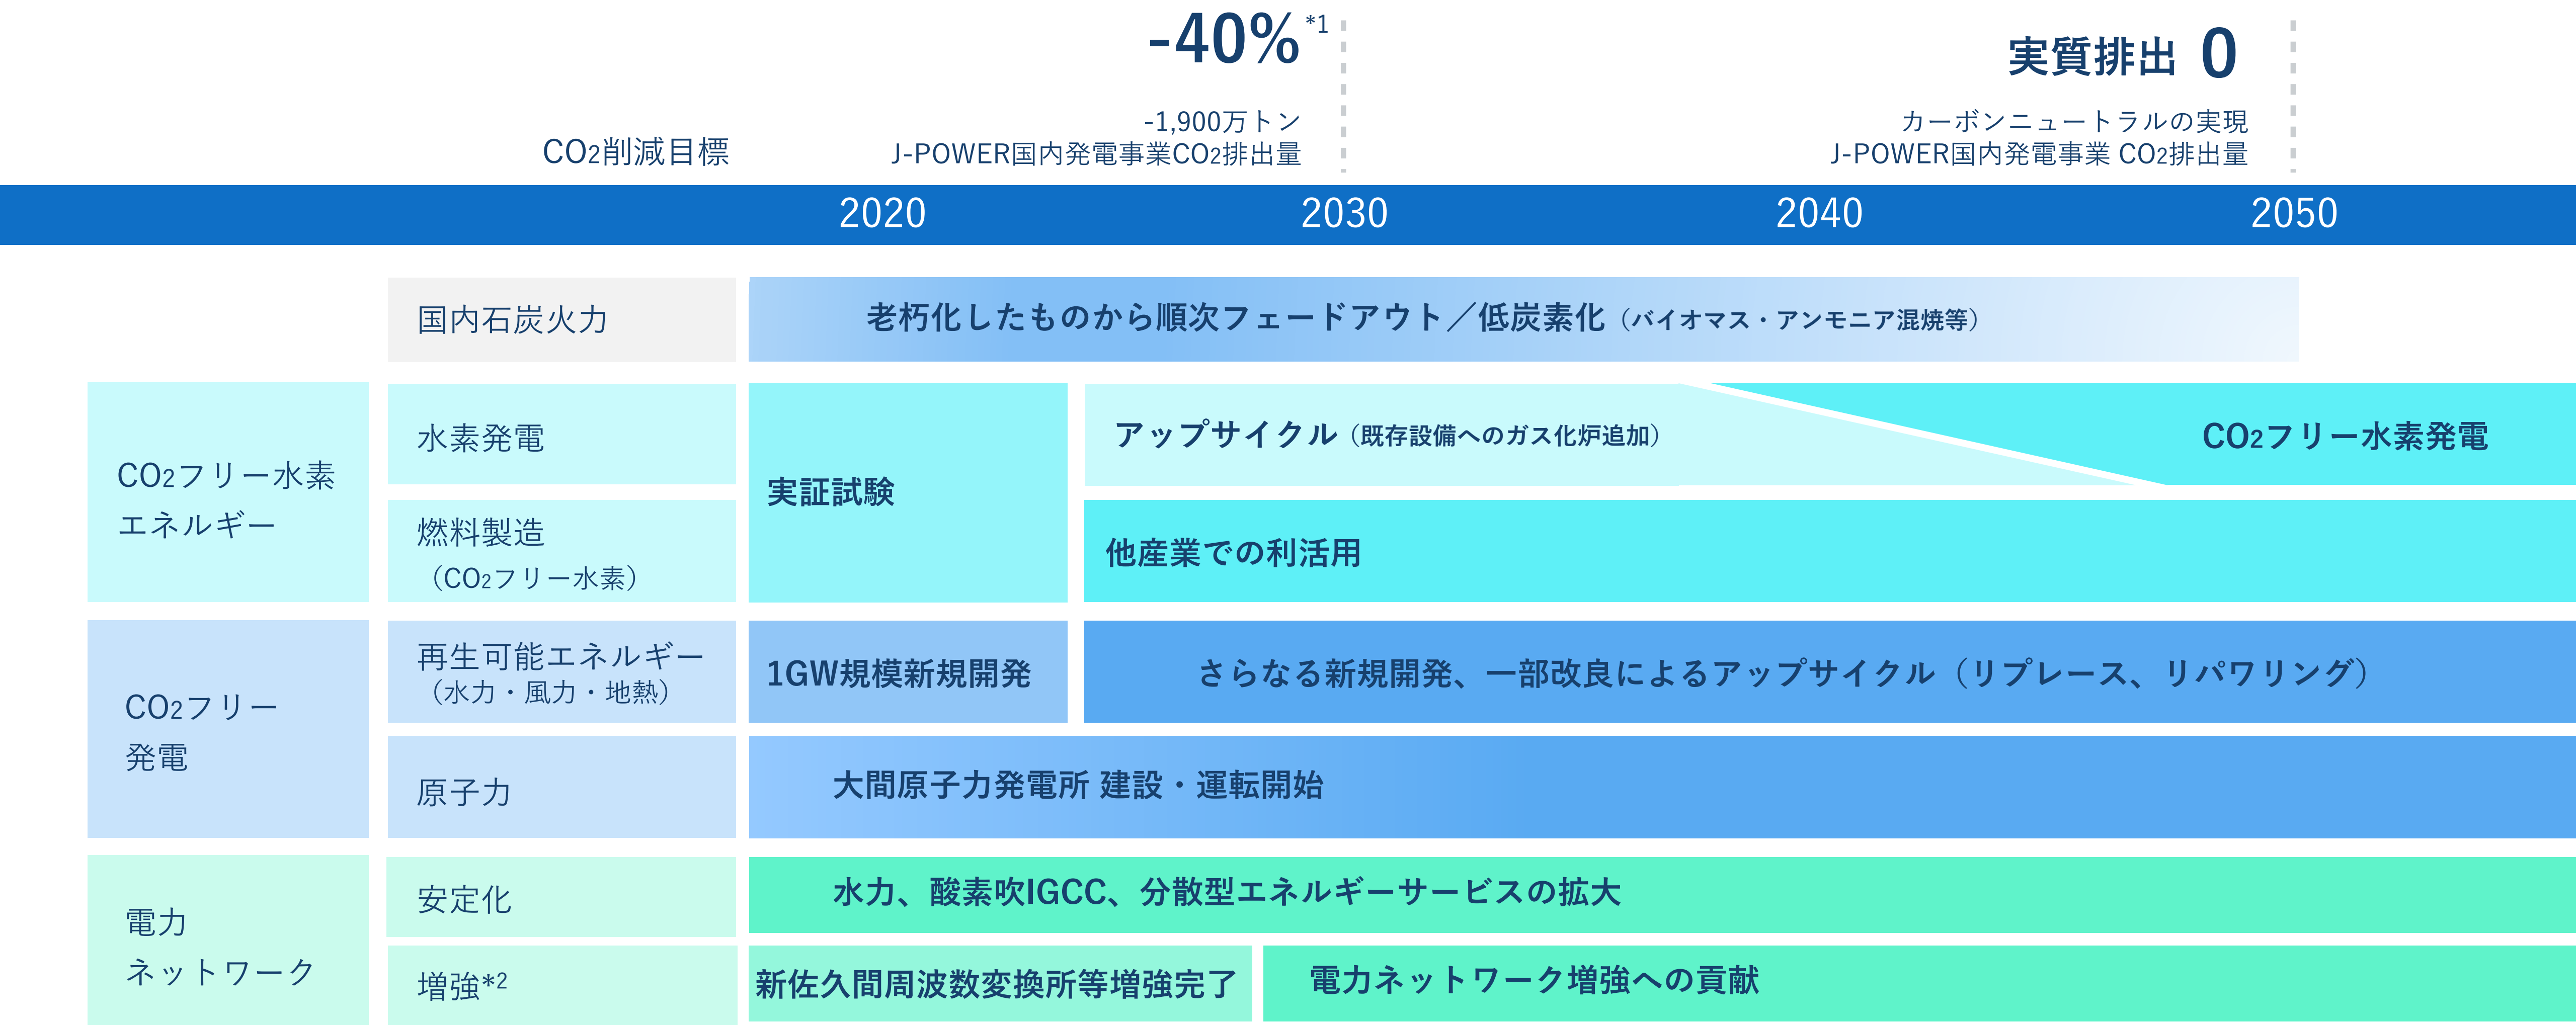 -40%*1
実質排出 0
-1,900万トン
カーボンニュートラルの実現
CO2削減目標
J-POWER国内発電事業CO2排出量
J-POWER国内発電事業 CO2排出量
2020
2030
2040
2050
国内石炭火力
老朽化したものから順次フェードアウト／低炭素化（バイオマス・アンモニア混焼等）
CO2フリー水素
エネルギー
水素発電
実証試験
アップサイクル（既存設備へのガス化炉追加）
CO2フリー水素発電
燃料製造
（CO2フリー水素）
他産業での利活用
CO2フリー
発電
再生可能エネルギー
（水力・風力・地熱）
1GW規模新規開発
さらなる新規開発、一部改良によるアップサイクル（リプレース、リパワリング）
原子力
大間原子力発電所 建設・運転開始
電力
ネットワーク
安定化
水力、酸素吹IGCC、分散型エネルギーサービスの拡大
増強*2
新佐久間周波数変換所等増強完了
電力ネットワーク増強への貢献